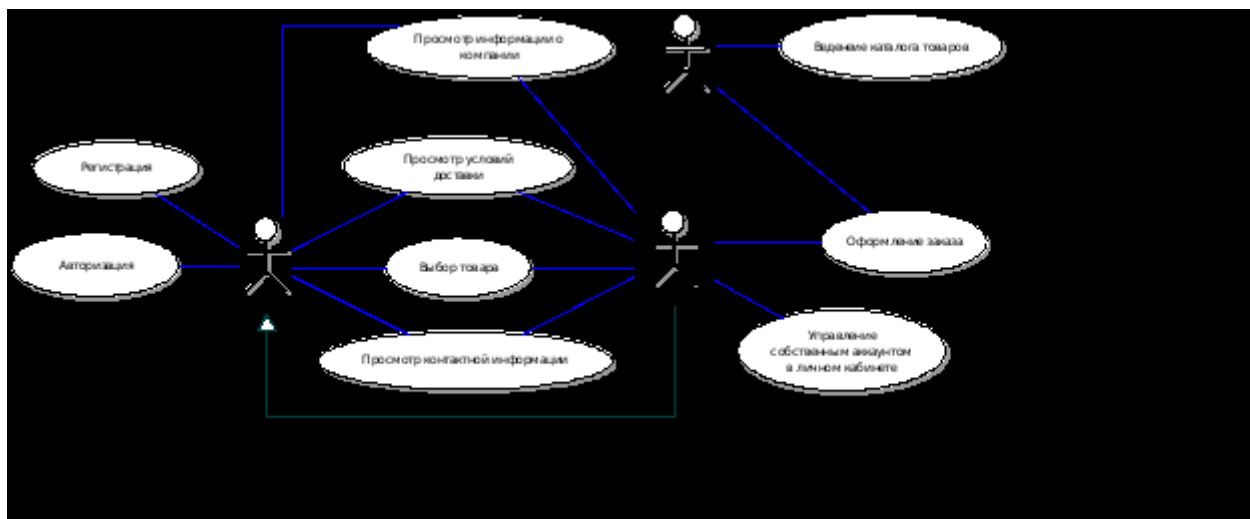 Просмотр информации о
компании
Ведение каталога товаров
Регистрация
Просмотр условий
доставки
Авторизация
Выбор товара
Оформление заказа
Просмотр контактной информации
Управление
собственным аккаунтом
в личном кабинете